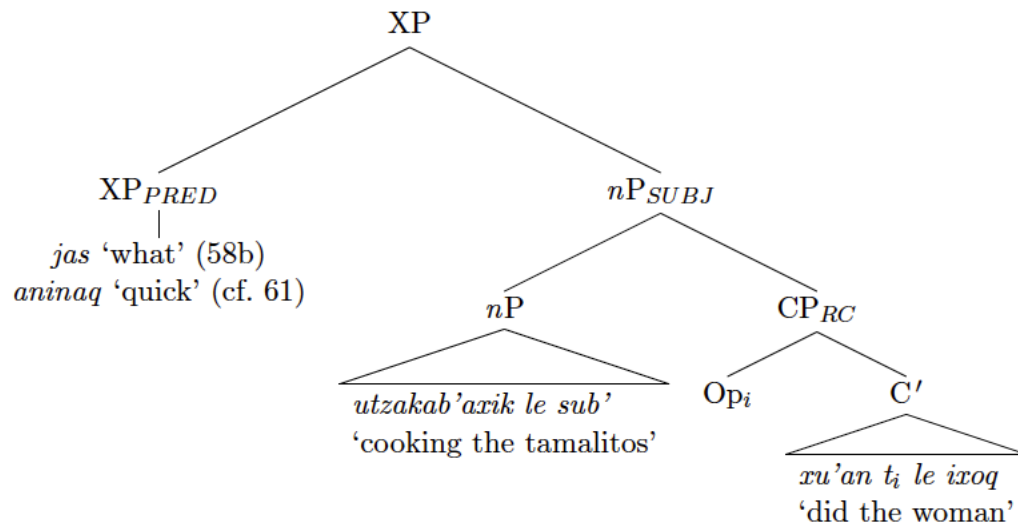 XP
XP_PRED nP_SUBJ
jas ‘what’ (58b)
aninaq ‘quick’ (cf. 61)
nP CP_RC
utzakab’axik le sub’
‘cooking the tamalitos’
Op_i C′
xu’an t_i le ixoq
‘did the woman’